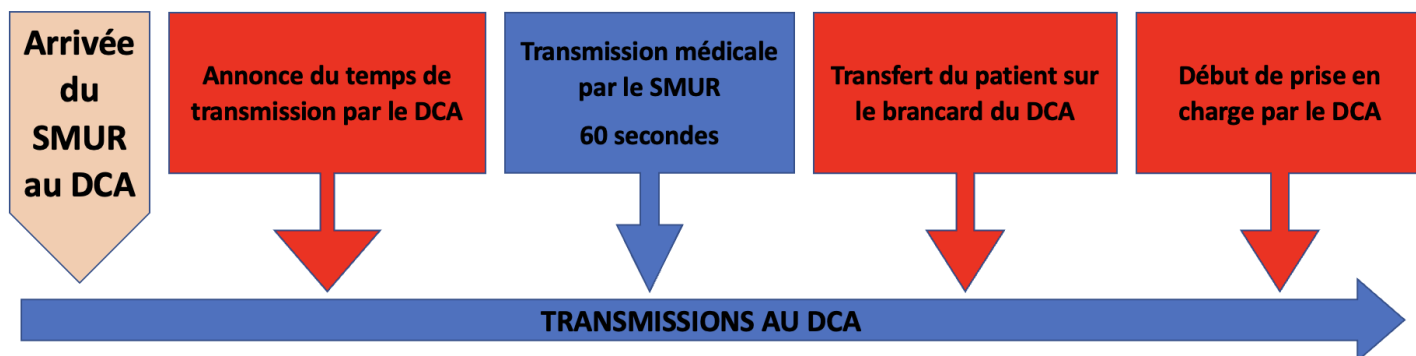 Arrivée
du
SMUR
au DCA
Annonce du temps de
transmission par le DCA
Transmission médicale
par le SMUR
60 secondes
Transfert du patient sur
le brancard du DCA
Début de prise en
charge par le DCA
TRANSMISSIONS AU DCA